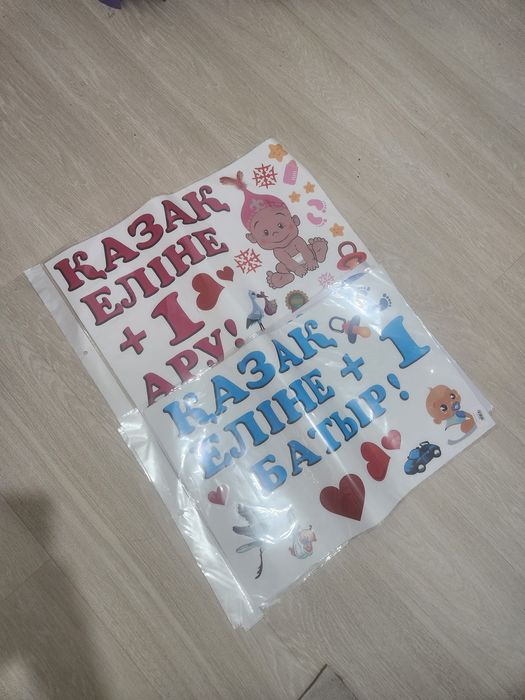 ҚАЗАҚ
ЕЛІНЕ
+ 1
АРУ!
ҚАЗАҚ
ЕЛІНЕ + 1
БАТЫР!